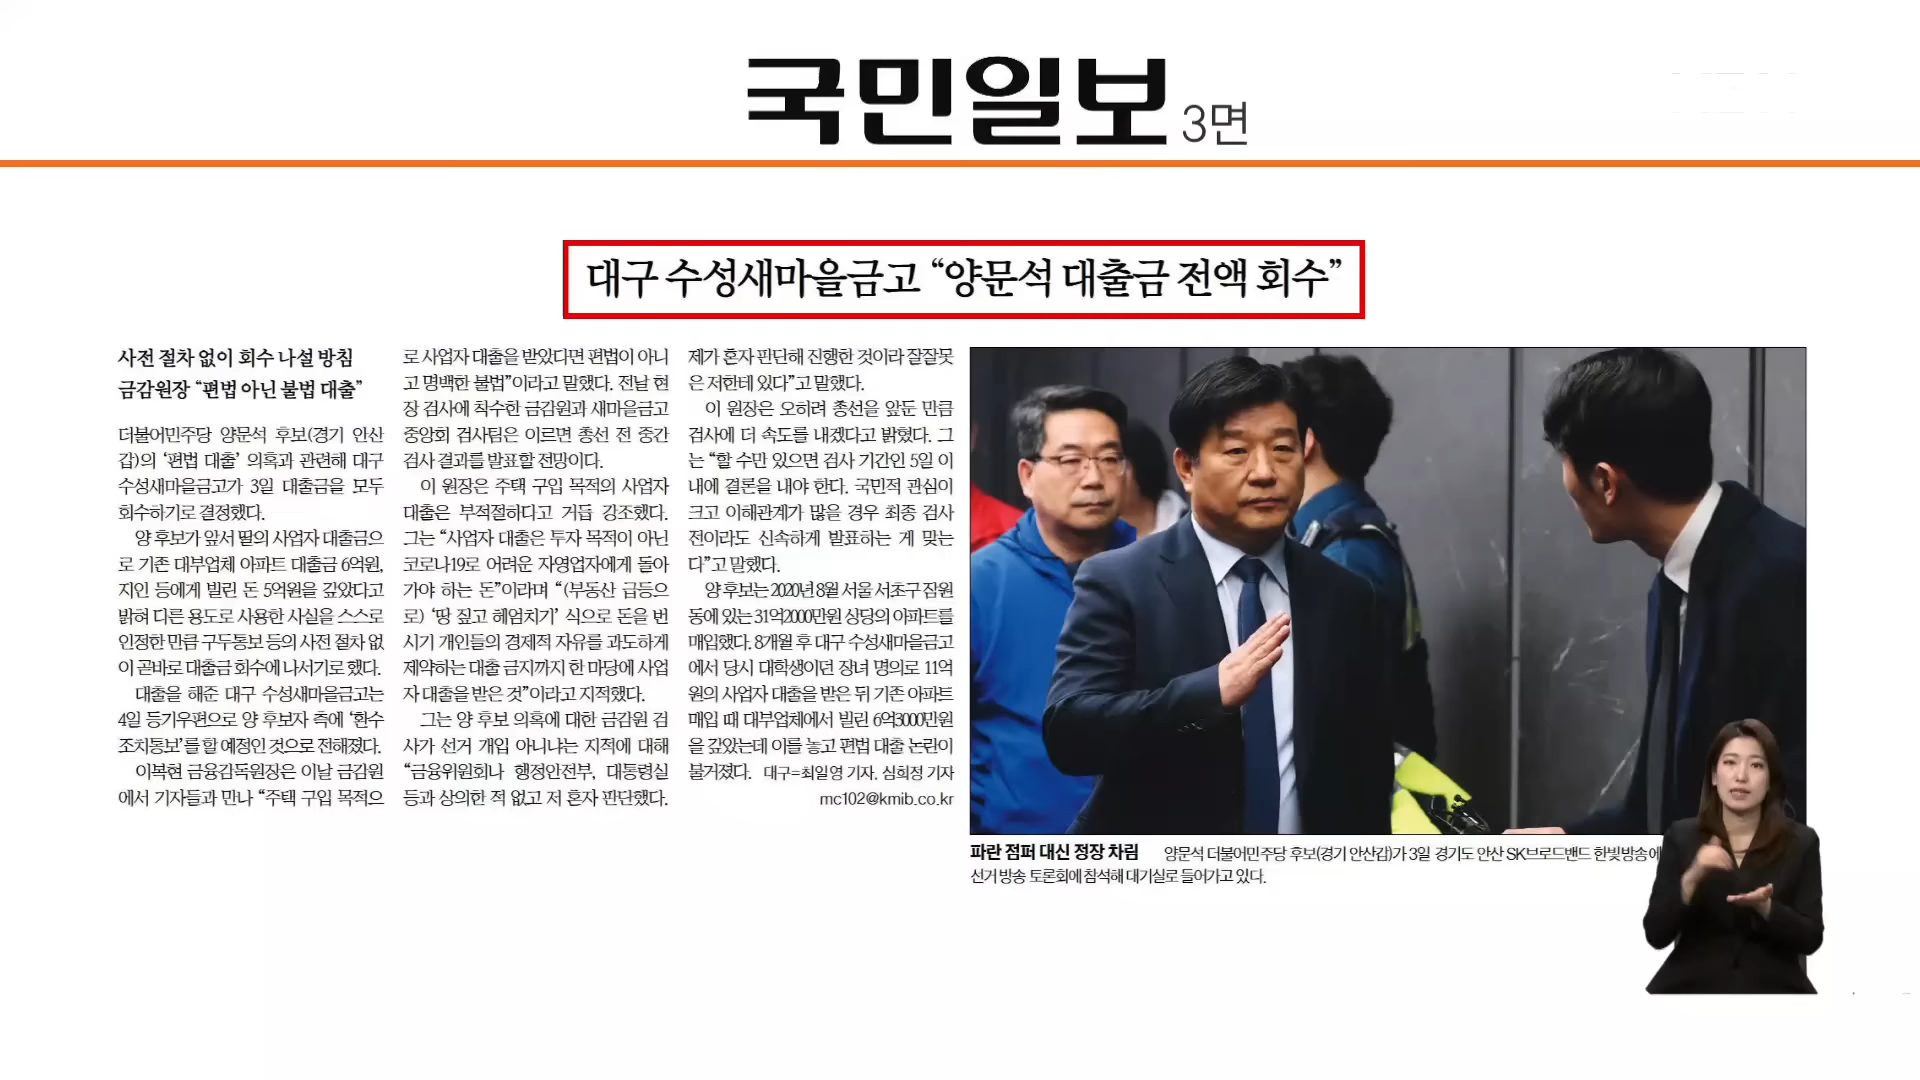 국민일보 3면
대구 수성새마을금고 “양문석 대출금 전액 회수”
사전 절차 없이 회수 나설 방침
금감원장 “편법 아닌 불법 대출”
더불어민주당 양문석 후보(경기 안산
갑)의 ‘편법 대출’ 의혹과 관련해 대구
수성새마을금고가 3일 대출금을 모두
회수하기로 결정했다.
양 후보가 앞서 딸의 사업자 대출금으
로 기존 대부업체 아파트 대출금 6억원,
지인 등에게 빌린 돈 5억원을 갚았다고
밝혀 다른 용도로 사용한 사실을 스스로
인정한 만큼 구두통보 등의 사전 절차 없
이 곧바로 대출금 회수에 나서기로 했다.
대출을 해준 대구 수성새마을금고는
4일 등기우편으로 양 후보자 측에 ‘환수
조치통보’를 할 예정인 것으로 전해졌다.
이복현 금융감독원장은 이날 금감원
에서 기자들과 만나 “주택 구입 목적으
로 사업자 대출을 받았다면 편법이 아니
고 명백한 불법”이라고 말했다. 전날 현
장 검사에 착수한 금감원과 새마을금고
중앙회 검사팀은 이르면 총선 전 중간
검사 결과를 발표할 전망이다.
이 원장은 주택 구입 목적의 사업자
대출은 부적절하다고 거듭 강조했다.
그는 “사업자 대출은 투자 목적이 아닌
코로나19로 어려운 자영업자에게 돌아
가야 하는 돈”이라며 “(부동산 급등으
로) ‘땅 짚고 헤엄치기’ 식으로 돈을 번
시기 개인들의 경제적 자유를 과도하게
제약하는 대출 금지까지 한 마당에 사업
자 대출을 받은 것”이라고 지적했다.
그는 양 후보 의혹에 대한 금감원 검
사가 선거 개입 아니냐는 지적에 대해
“금융위원회나 행정안전부, 대통령실
등과 상의한 적 없고 저 혼자 판단했다.
제가 혼자 판단해 진행한 것이라 잘잘못
은 저한테 있다”고 말했다.
이 원장은 오히려 총선을 앞둔 만큼
검사에 더 속도를 내겠다고 밝혔다. 그
는 “할 수만 있으면 검사 기간인 5일 이
내에 결론을 내야 한다. 국민적 관심이
크고 이해관계가 많을 경우 최종 검사
전이라도 신속하게 발표하는 게 맞는
다”고 말했다.
양 후보는 2020년 8월 서울 서초구 잠원
동에 있는 31억2000만원 상당의 아파트를
매입했다. 8개월 후 대구 수성새마을금고
에서 당시 대학생이던 장녀 명의로 11억
원의 사업자 대출을 받은 뒤 기존 아파트
매입 때 대부업체에서 빌린 6억3000만원
을 갚았는데 이를 놓고 편법 대출 논란이
불거졌다. 대구=최일영 기자, 심희정 기자
mc102@kmib.co.kr
파란 점퍼 대신 정장 차림 양문석 더불어민주당 후보(경기 안산갑)가 3일 경기도 안산 SK브로드밴드 한빛방송에
선거 방송 토론회에 참석해 대기실로 들어가고 있다.